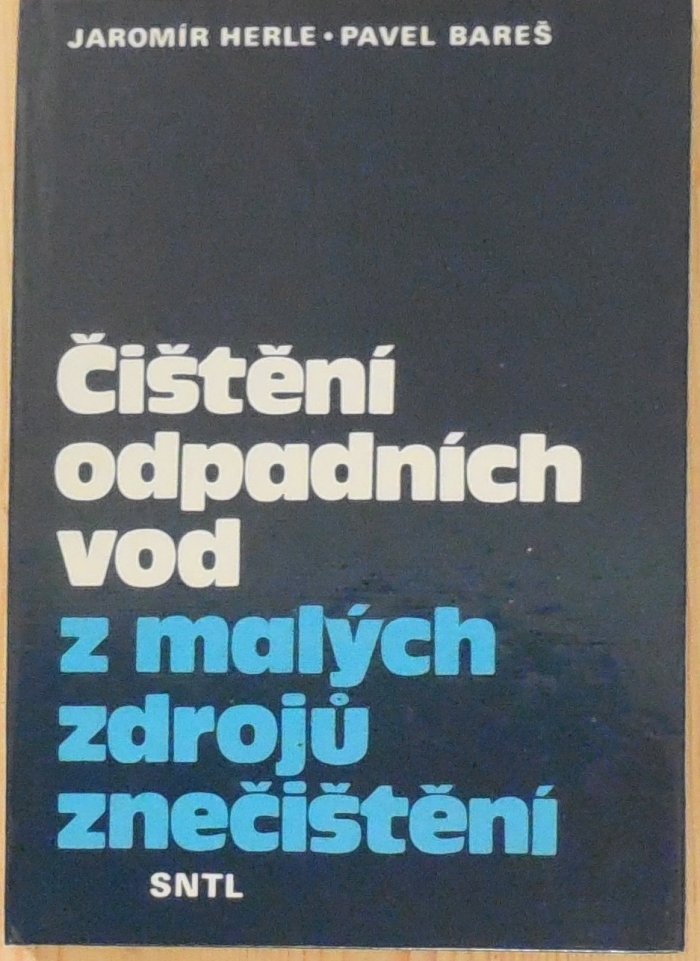 JAROMÍR HERLE • PAVEL BAREŠ
Čištění
odpadních
vod
z malých
zdrojů
znečištění
SNTL